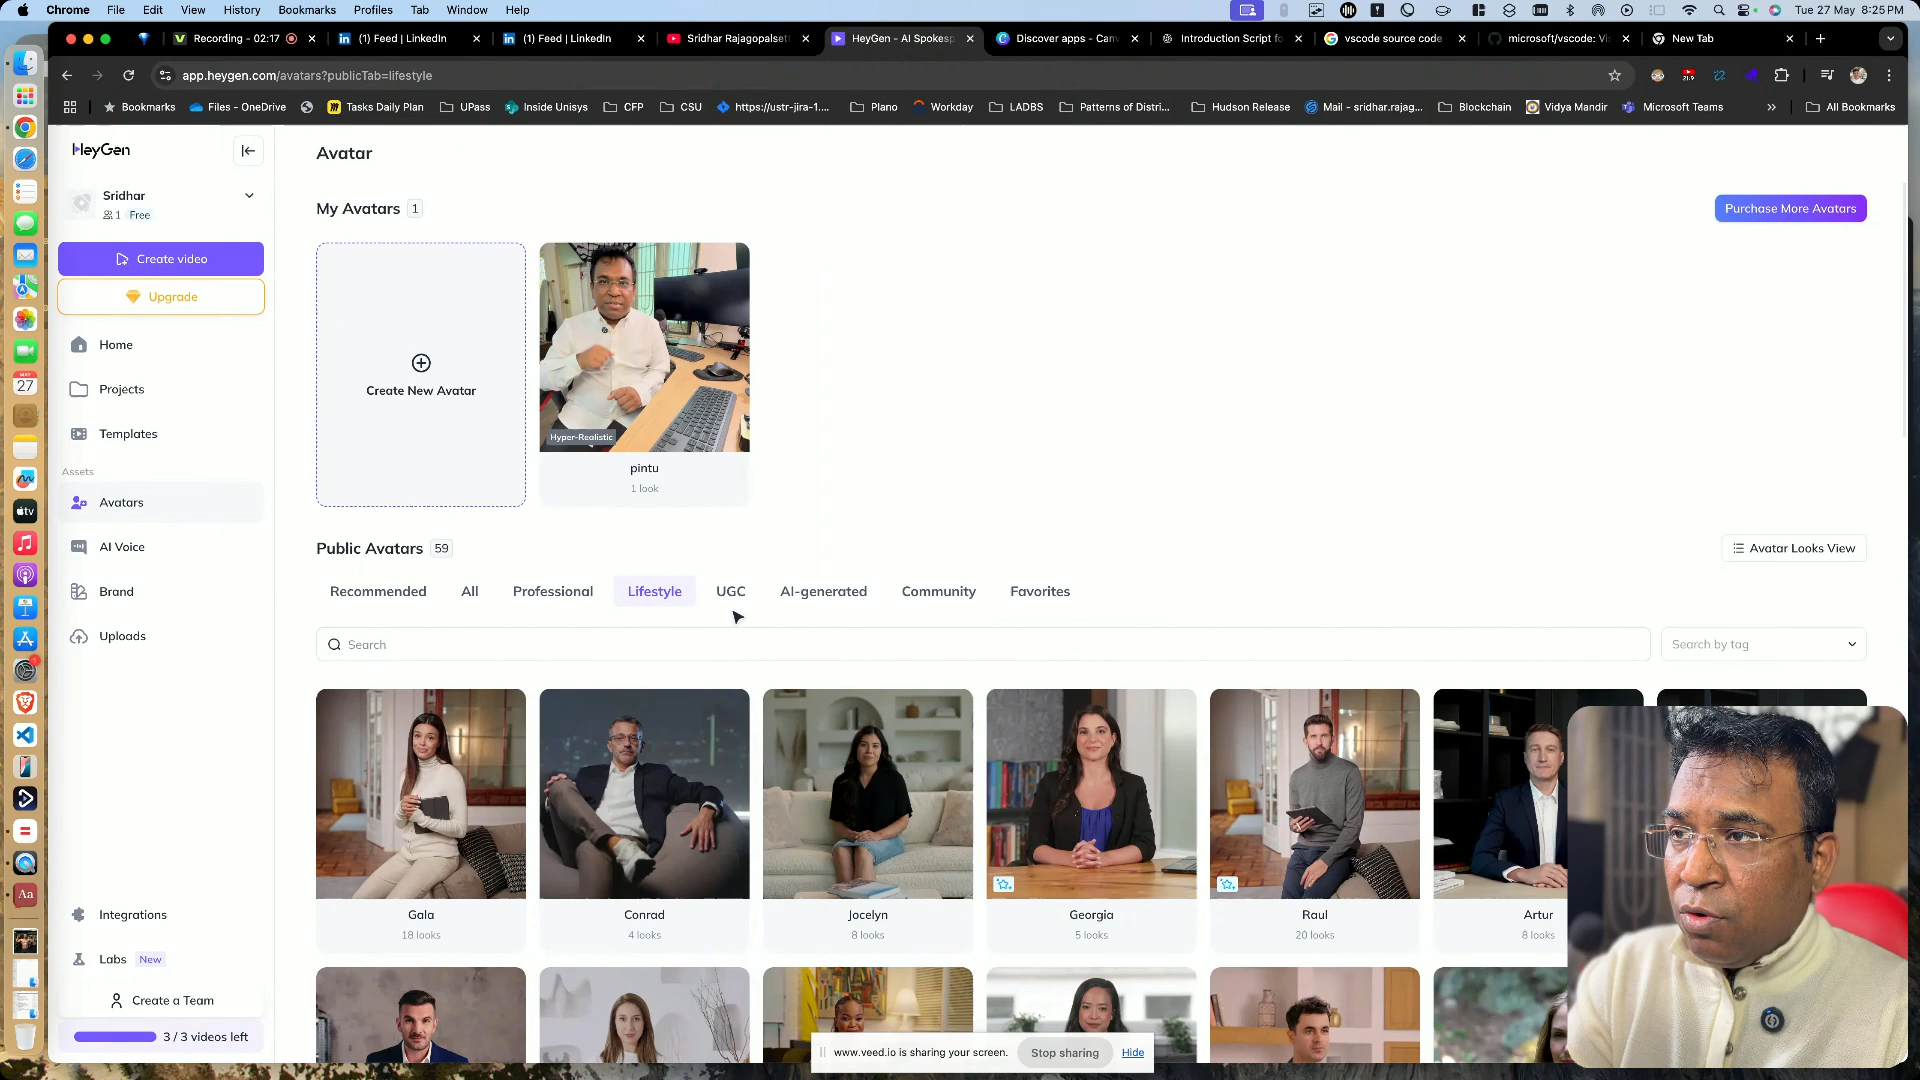 Chrome File Edit View History Bookmarks Profiles Tab Window Help Tue 27 May 8:25 PM
Recording - 02:17 (1) Feed | LinkedIn (1) Feed | LinkedIn Sridhar Rajagopalset HeyGen - AI Spokesp Discover apps - Canv Introduction Script fo vscode source code microsoft/vscode: Vis New Tab
app.heygen.com/avatars?publicTab=lifestyle
Bookmarks Files - OneDrive Tasks Daily Plan UPass Inside Unisys CFP CSU https://ustr-jira-1.... Plano Workday LADBS Patterns of Distri... Hudson Release Mail - sridhar.rajag... Blockchain Vidya Mandir Microsoft Teams All Bookmarks
HeyGen
Sridhar
1 Free
Create video
Upgrade
Home
Projects
Templates
Assets
Avatars
AI Voice
Brand
Uploads
Integrations
Labs New
Create a Team
3 / 3 videos left
Avatar
My Avatars 1
Purchase More Avatars
Create New Avatar
Hyper-Realistic
pintu
1 look
Public Avatars 59
Avatar Looks View
Recommended All Professional Lifestyle UGC AI-generated Community Favorites
Search
Search by tag
Gala Conrad Jocelyn Georgia Raul Artur
18 looks 4 looks 8 looks 5 looks 20 looks 8 looks
www.veed.io is sharing your screen. Stop sharing Hide
MAY
27
tv
Aa